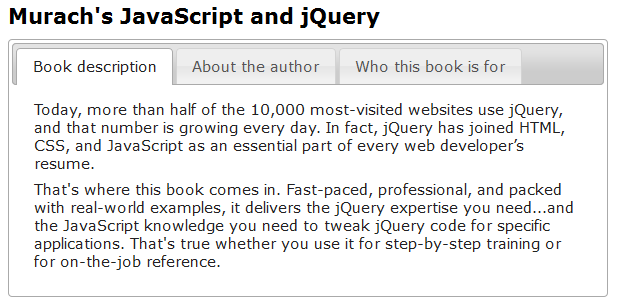 Murach's JavaScript and jQuery
Book description
About the author
Who this book is for
Today, more than half of the 10,000 most-visited websites use jQuery,
and that number is growing every day. In fact, jQuery has joined HTML,
CSS, and JavaScript as an essential part of every web developer’s
resume.
That's where this book comes in. Fast-paced, professional, and packed
with real-world examples, it delivers the jQuery expertise you need...and
the JavaScript knowledge you need to tweak jQuery code for specific
applications. That's true whether you use it for step-by-step training or
for on-the-job reference.